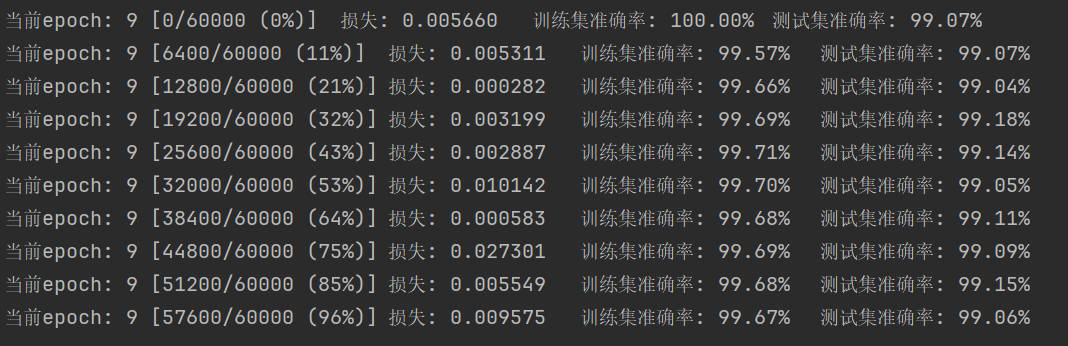 当前epoch: 9 [0/60000 (0%)] 损失: 0.005660 训练集准确率: 100.00% 测试集准确率: 99.07%
当前epoch: 9 [6400/60000 (11%)] 损失: 0.005311 训练集准确率: 99.57% 测试集准确率: 99.07%
当前epoch: 9 [12800/60000 (21%)] 损失: 0.000282 训练集准确率: 99.66% 测试集准确率: 99.04%
当前epoch: 9 [19200/60000 (32%)] 损失: 0.003199 训练集准确率: 99.69% 测试集准确率: 99.18%
当前epoch: 9 [25600/60000 (43%)] 损失: 0.002887 训练集准确率: 99.71% 测试集准确率: 99.14%
当前epoch: 9 [32000/60000 (53%)] 损失: 0.010142 训练集准确率: 99.70% 测试集准确率: 99.05%
当前epoch: 9 [38400/60000 (64%)] 损失: 0.000583 训练集准确率: 99.68% 测试集准确率: 99.11%
当前epoch: 9 [44800/60000 (75%)] 损失: 0.027301 训练集准确率: 99.69% 测试集准确率: 99.09%
当前epoch: 9 [51200/60000 (85%)] 损失: 0.005549 训练集准确率: 99.68% 测试集准确率: 99.15%
当前epoch: 9 [57600/60000 (96%)] 损失: 0.009575 训练集准确率: 99.67% 测试集准确率: 99.06%